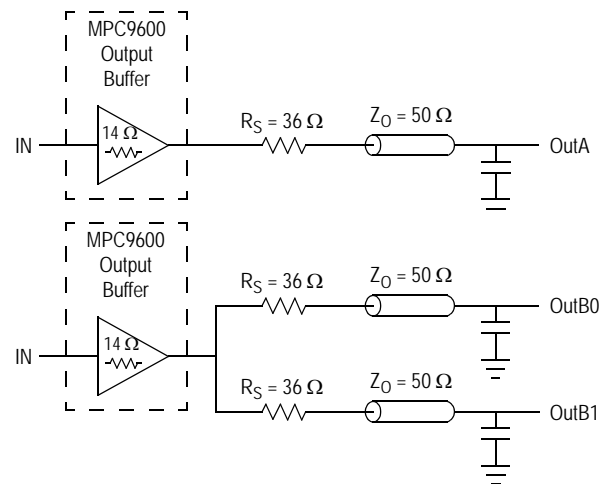 MPC9600
Output
Buffer
14 Ω
IN
R_S = 36 Ω
Z_O = 50 Ω
OutA
MPC9600
Output
Buffer
14 Ω
IN
R_S = 36 Ω
Z_O = 50 Ω
OutB0
R_S = 36 Ω
Z_O = 50 Ω
OutB1